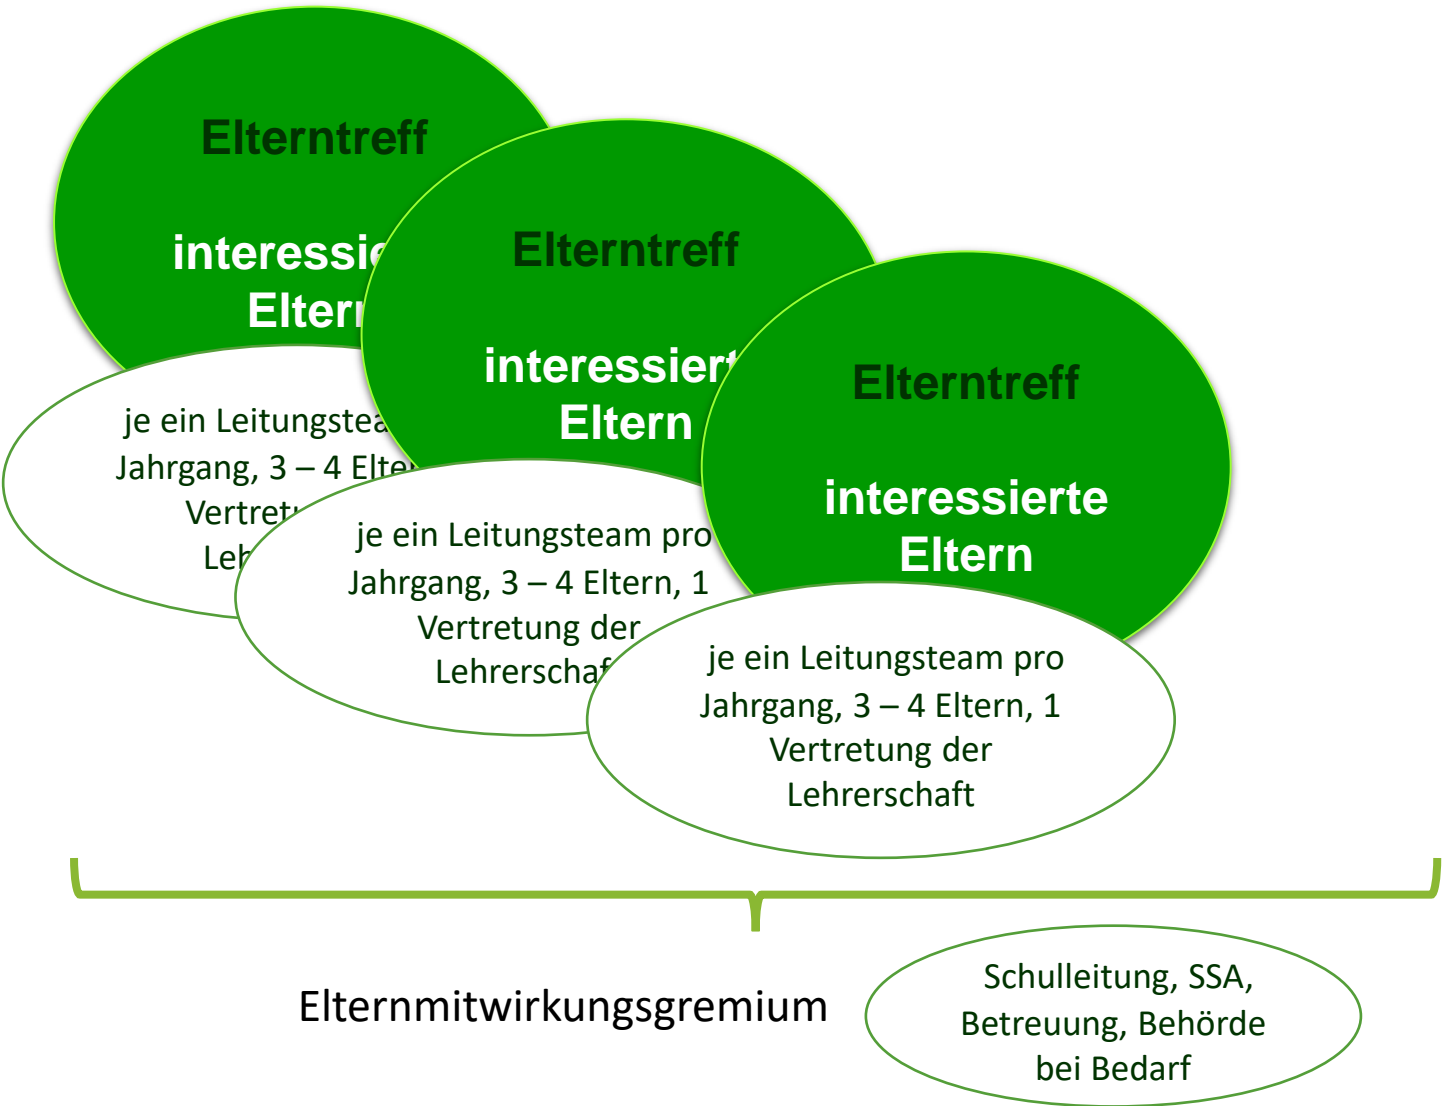 Elterntreff
interessie
Elter
je ein Leitungstea
Jahrgang, 3 – 4 Elter
Vertret
Leh
Elterntreff
interessiert
Eltern
je ein Leitungsteam pro
Jahrgang, 3 – 4 Eltern, 1
Vertretung der
Lehrerschaf
Elterntreff
interessierte
Eltern
je ein Leitungsteam pro
Jahrgang, 3 – 4 Eltern, 1
Vertretung der
Lehrerschaft
Elternmitwirkungsgremium
Schulleitung, SSA,
Betreuung, Behörde
bei Bedarf